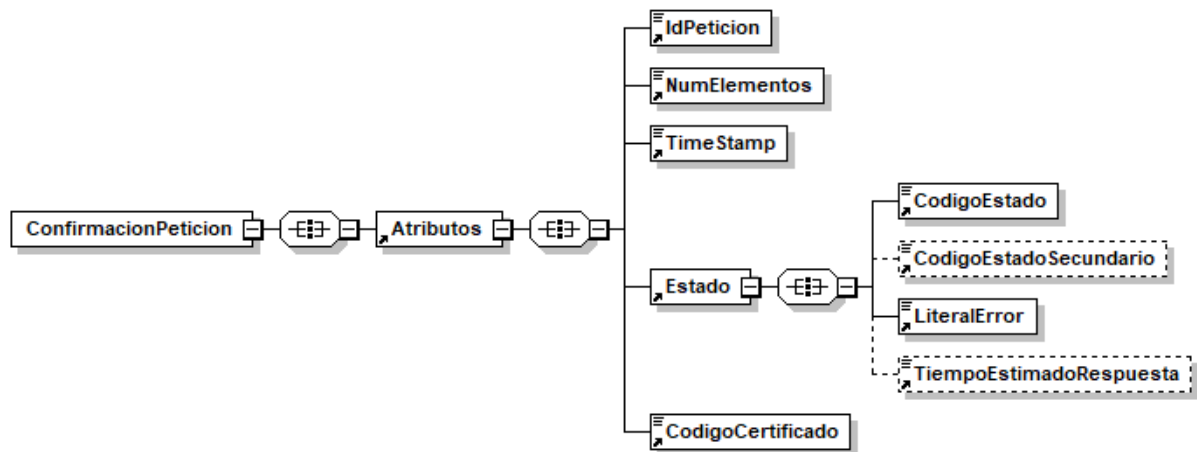 IdPeticion
NumElementos
TimeStamp
ConfirmacionPeticion
Atributos
Estado
CodigoEstado
CodigoEstadoSecundario
LiteralError
TiempoEstimadoRespuesta
CodigoCertificado